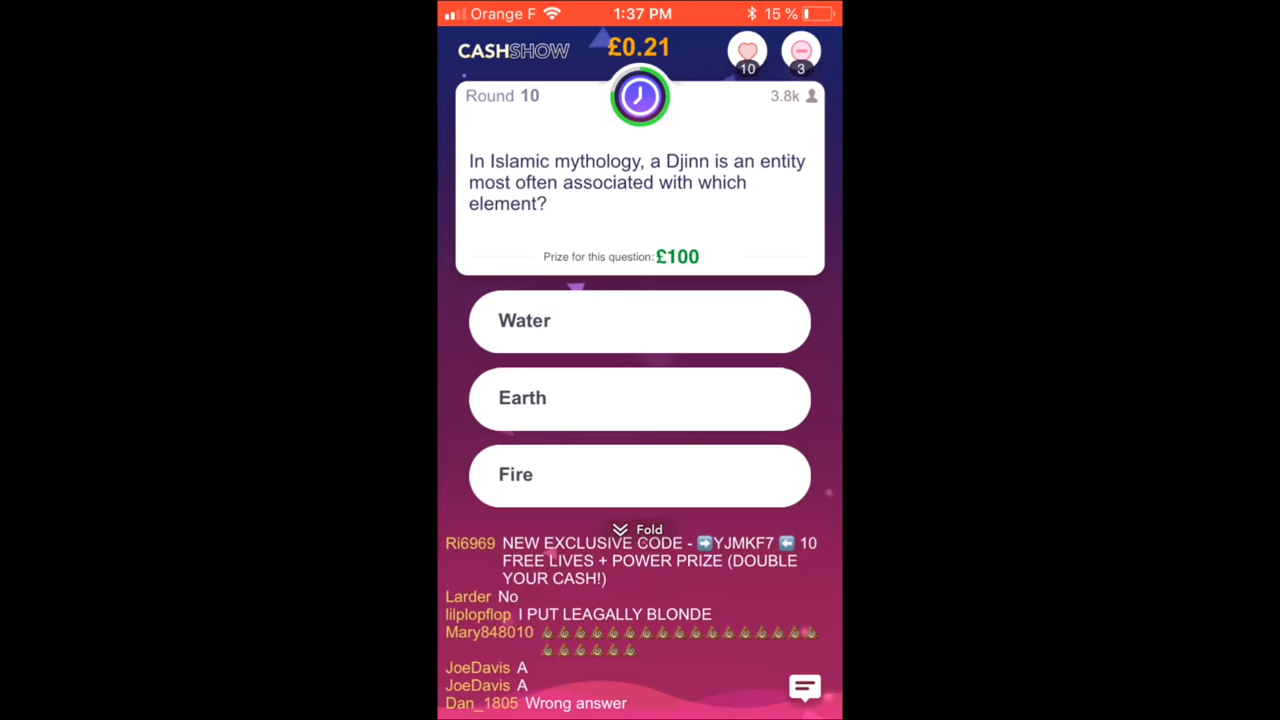 Orange F 1:37 PM 15 %
CASHSHOW £0.21 10 3
Round 10 3.8k
In Islamic mythology, a Djinn is an entity
most often associated with which
element?
Prize for this question: £100
Water
Earth
Fire
Fold
Ri6969 NEW EXCLUSIVE CODE - ➡️YJMKF7 ⬅️ 10
FREE LIVES + POWER PRIZE (DOUBLE
YOUR CASH!)
Larder No
lilplopflop I PUT LEAGALLY BLONDE
Mary848010
JoeDavis A
JoeDavis A
Dan_1805 Wrong answer